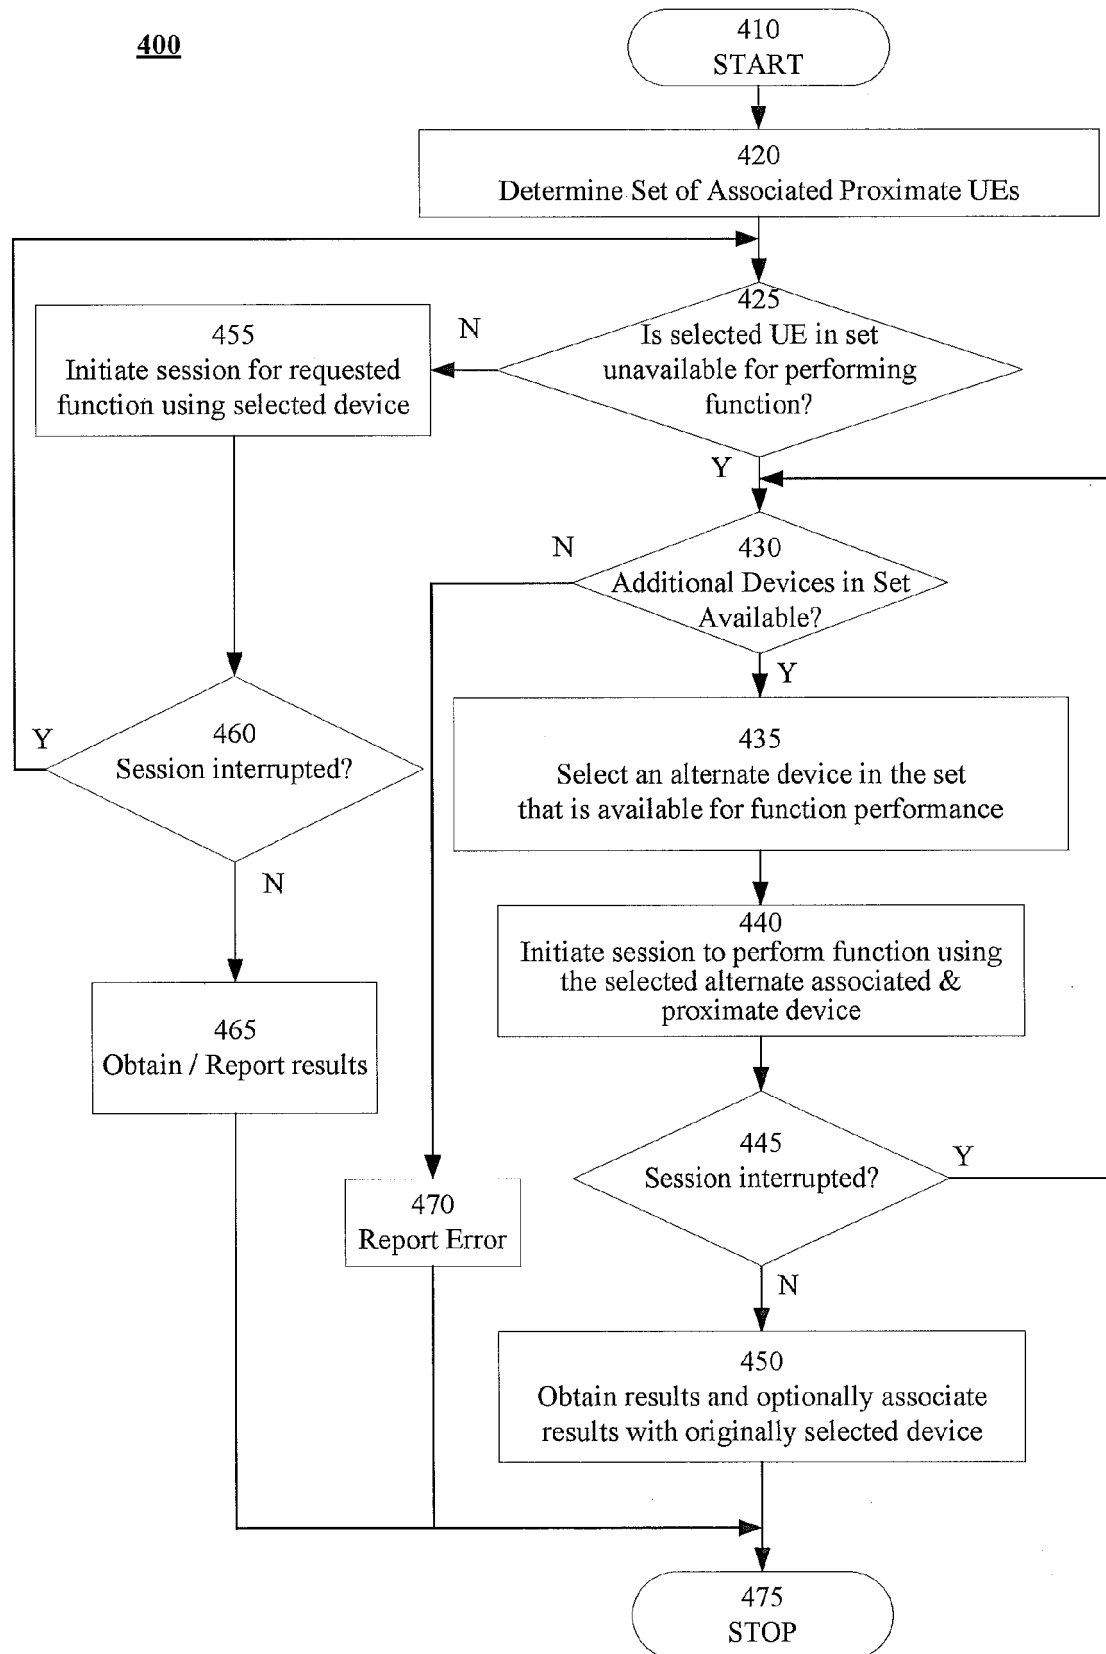 400
410
START
420
Determine Set of Associated Proximate UEs
425
Is selected UE in set
unavailable for performing
function?
N
455
Initiate session for requested
function using selected device
Y
430
Additional Devices in Set
Available?
N
Y
435
Select an alternate device in the set
that is available for function performance
460
Session interrupted?
Y
N
440
Initiate session to perform function using
the selected alternate associated &
proximate device
465
Obtain / Report results
445
Session interrupted?
Y
N
470
Report Error
450
Obtain results and optionally associate
results with originally selected device
475
STOP